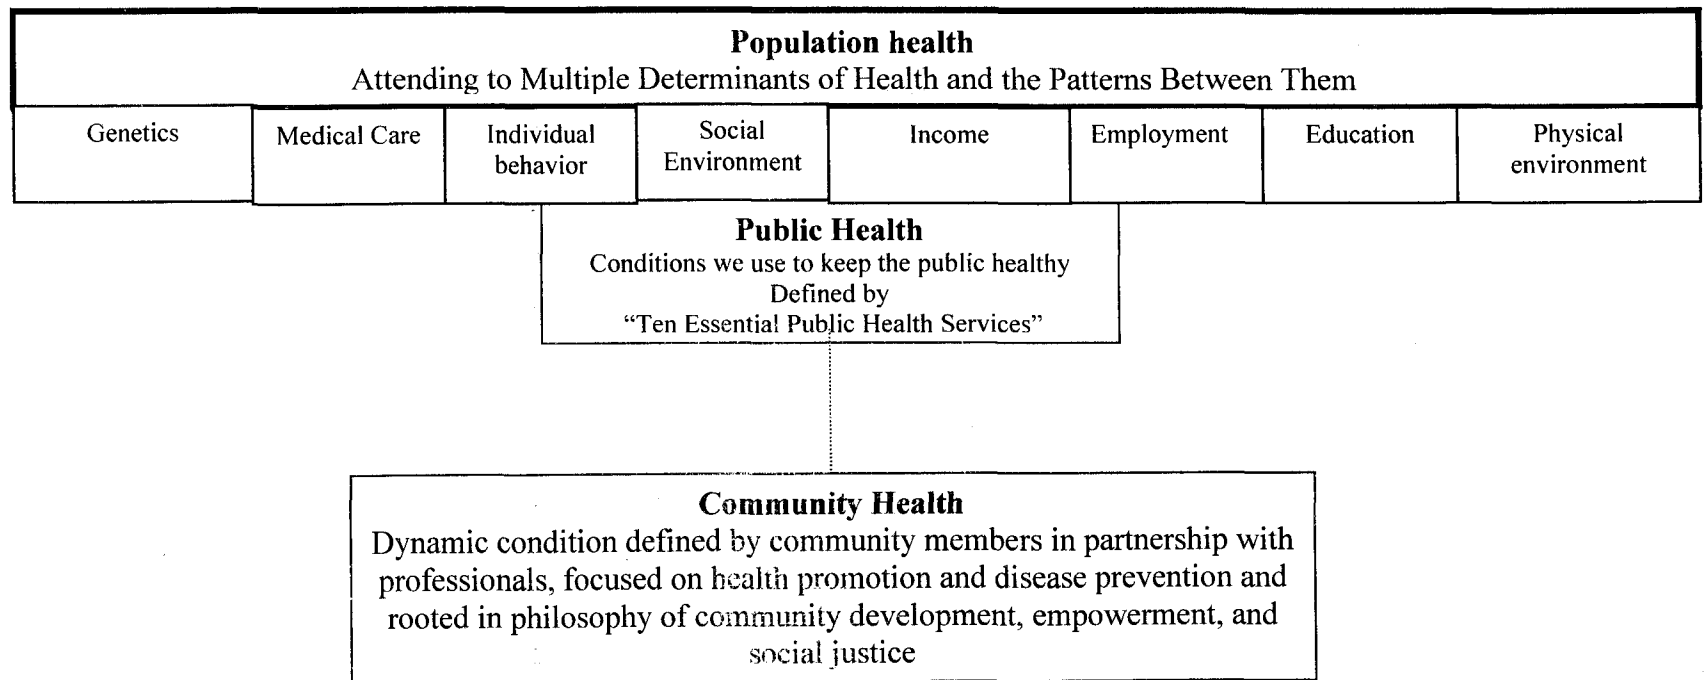 Population health
Attending to Multiple Determinants of Health and the Patterns Between Them
Genetics
Medical Care
Individual
behavior
Social
Environment
Income
Employment
Education
Physical
environment
Public Health
Conditions we use to keep the public healthy
Defined by
“Ten Essential Public Health Services”
Community Health
Dynamic condition defined by community members in partnership with
professionals, focused on health promotion and disease prevention and
rooted in philosophy of community development, empowerment, and
social justice